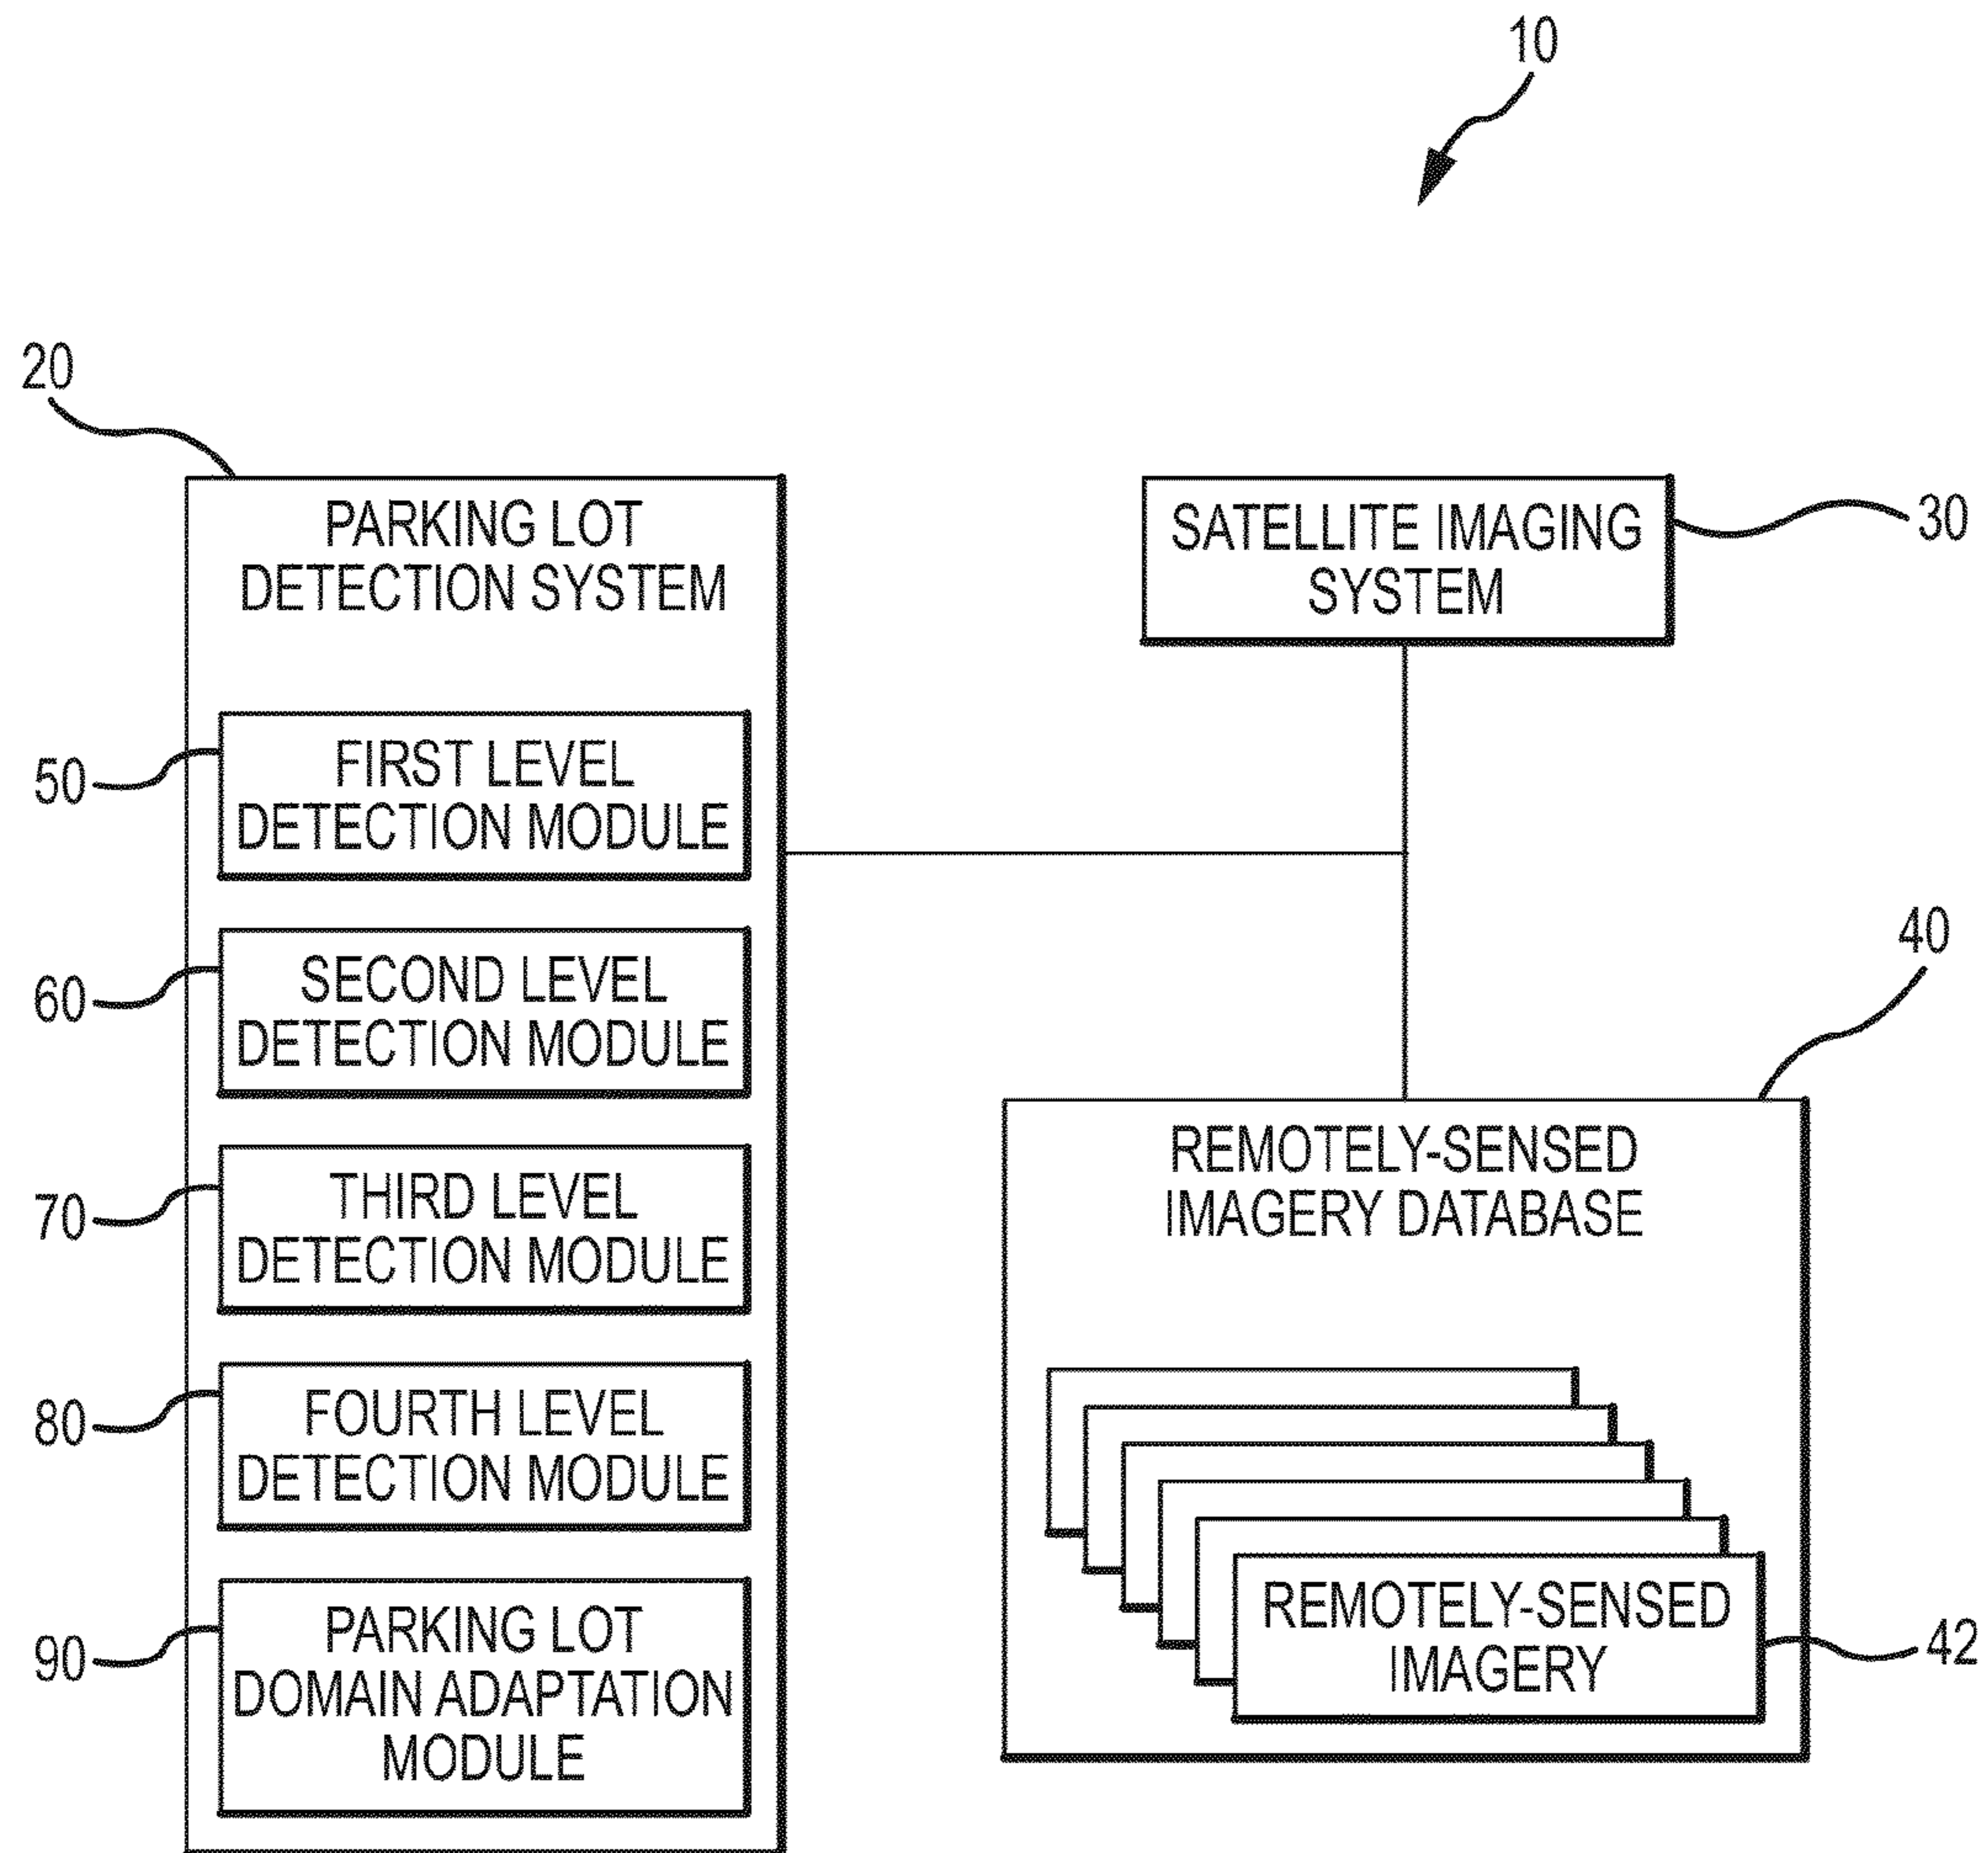 10
20
PARKING LOT
DETECTION SYSTEM
SATELLITE IMAGING
SYSTEM
30
50
FIRST LEVEL
DETECTION MODULE
60
SECOND LEVEL
DETECTION MODULE
40
REMOTELY-SENSED
IMAGERY DATABASE
70
THIRD LEVEL
DETECTION MODULE
80
FOURTH LEVEL
DETECTION MODULE
90
PARKING LOT
DOMAIN ADAPTATION
MODULE
REMOTELY-SENSED
IMAGERY
42